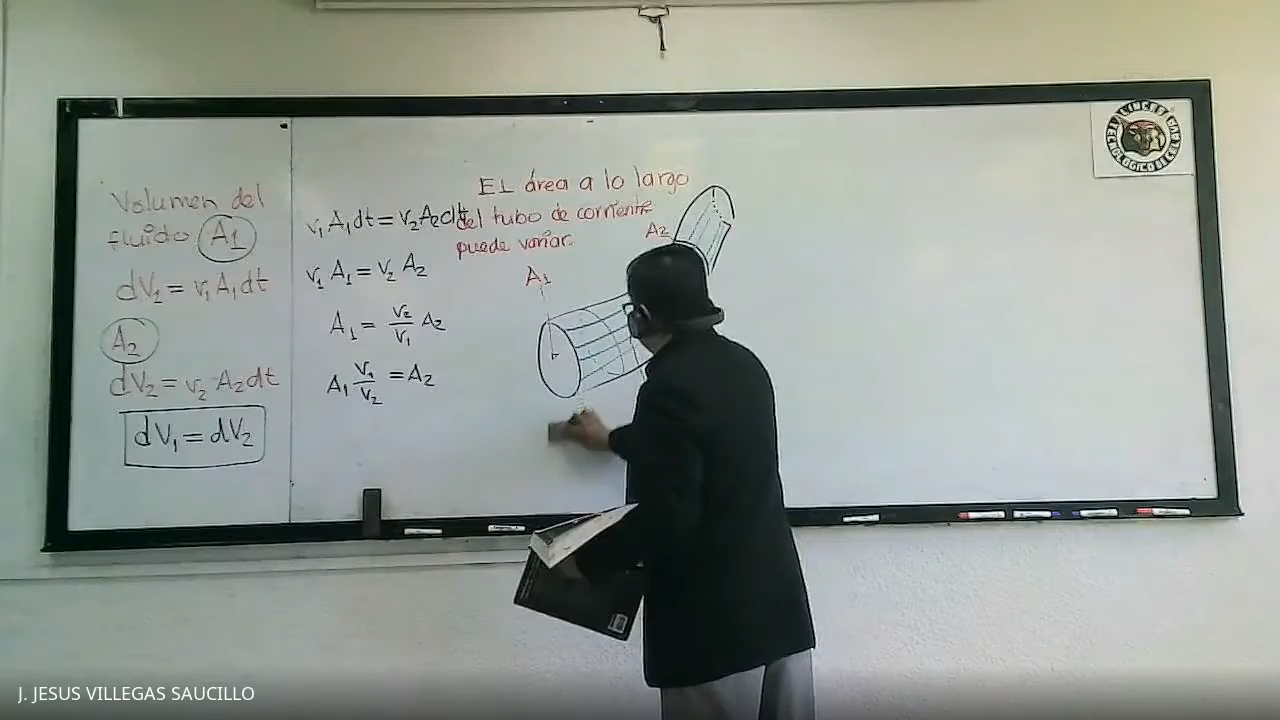 Volumen del
fluido A1
dV1 = v1 A1 dt
A2
dV2 = v2 A2 dt
dV1 = dV2
v1 A1 dt = v2 A2 dt
v1 A1 = v2 A2
A1 = v2/v1 A2
A1 v1/v2 = A2
El área a lo largo
del tubo de corriente
puede variar.
A2
A1
J. JESUS VILLEGAS SAUCILLO